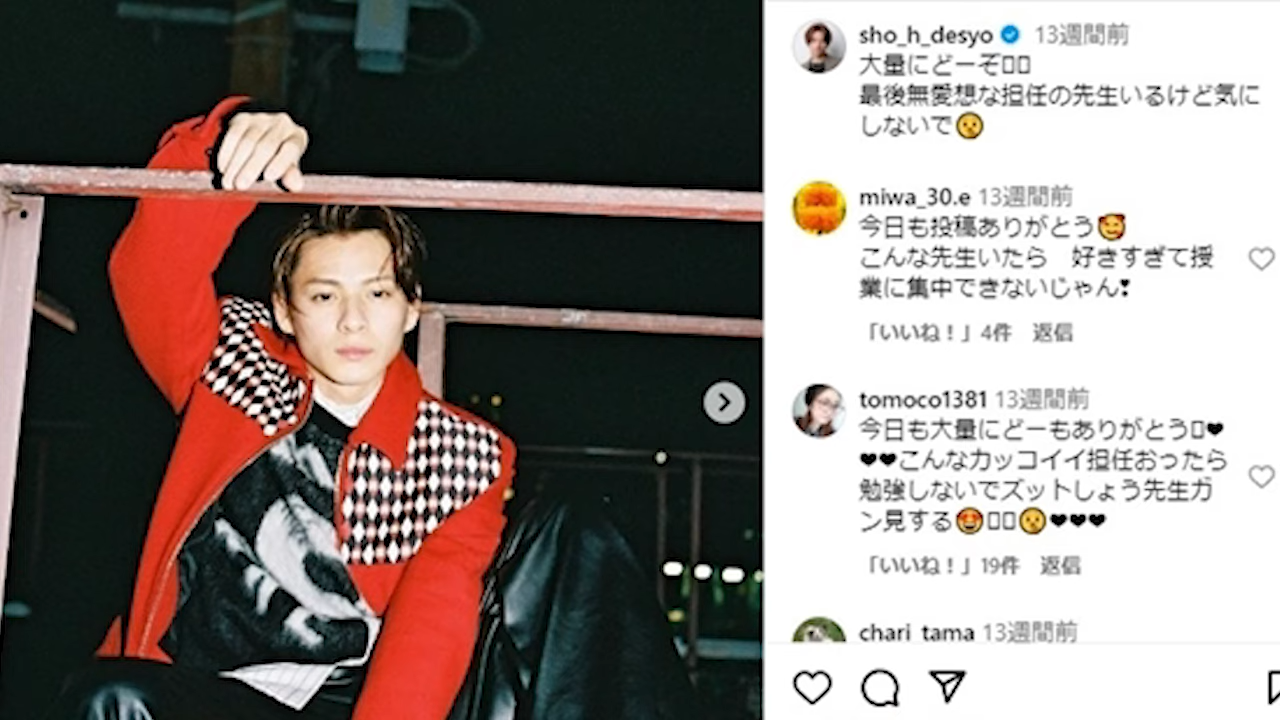 sho_h_desyo 13週間前
大量にどーぞ
最後無愛想な担任の先生いるけど気に
しないで😗
miwa_30.e 13週間前
今日も投稿ありがとう🥰
こんな先生いたら　好きすぎて授
業に集中できないじゃん❣
「いいね！」4件　返信
tomoco1381 13週間前
今日も大量にどーもありがとう❤
❤❤こんなカッコイイ担任おったら
勉強しないでズットしょう先生ガ
ン見する🤩😗❤❤❤
「いいね！」19件　返信
chari_tama 13週間前